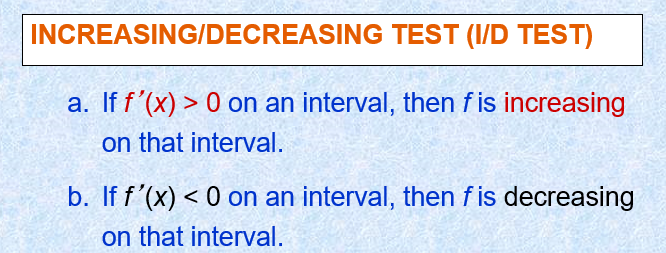 INCREASING/DECREASING TEST (I/D TEST)
a. If f ’(x) > 0 on an interval, then f is increasing
on that interval.
b. If f ’(x) < 0 on an interval, then f is decreasing
on that interval.